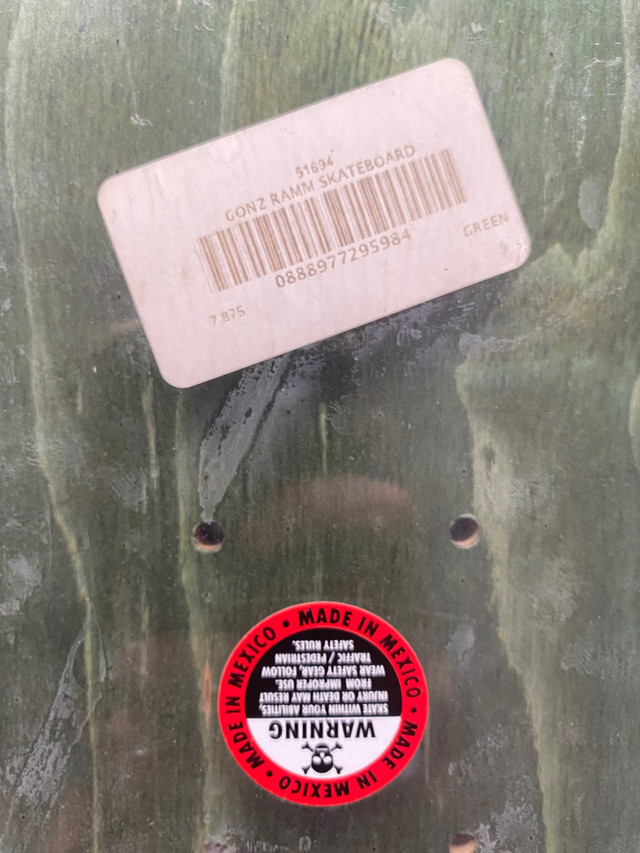 51694
GONZ RAMM SKATEBOARD
0888977295984
GREEN
7.875
• MADE IN MEXICO • MADE IN MEXICO • MADE IN MEXICO
WARNING
SKATE WITHIN YOUR ABILITIES,
INJURY OR DEATH MAY RESULT
FROM IMPROPER USE.
WEAR SAFETY GEAR, FOLLOW
TRAFFIC / PEDESTRIAN
SAFETY RULES.